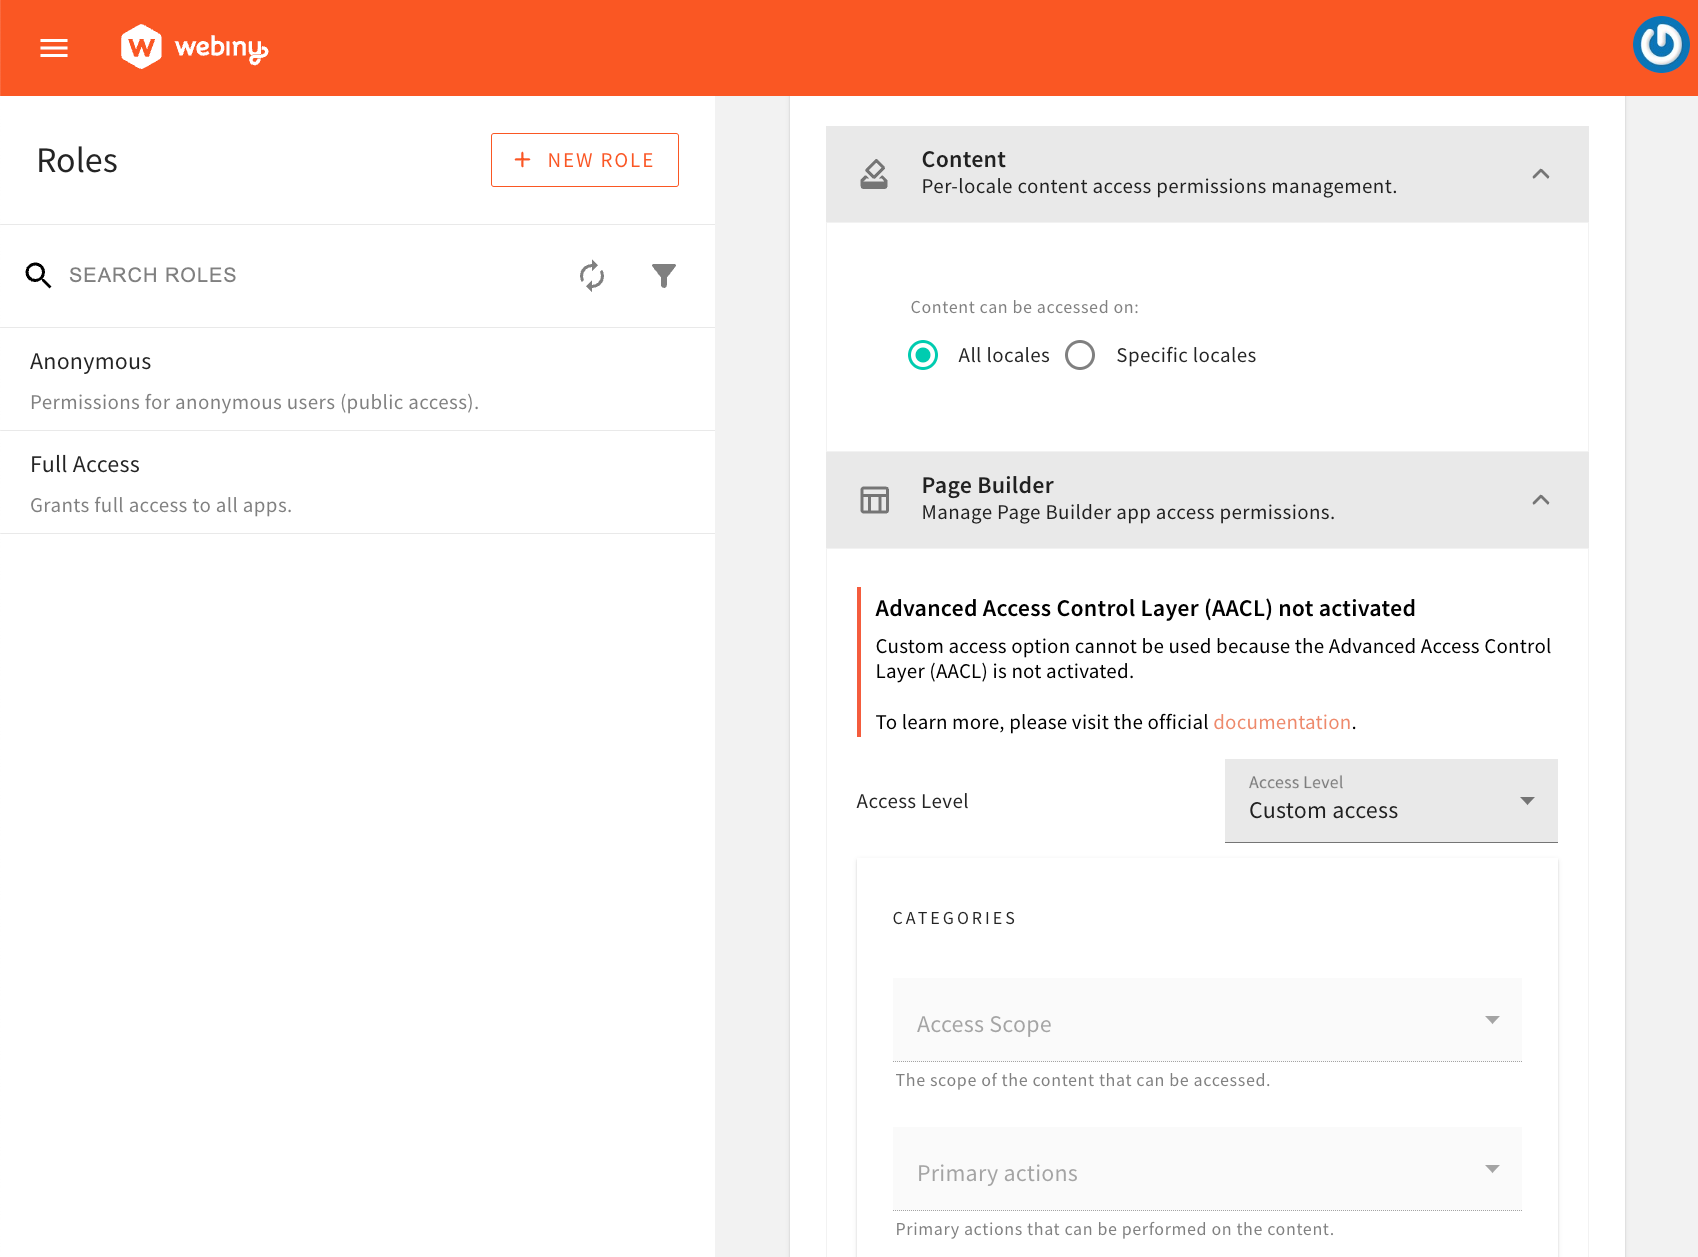 webiny
Roles
+ NEW ROLE
SEARCH ROLES
Anonymous
Permissions for anonymous users (public access).
Full Access
Grants full access to all apps.
Content
Per-locale content access permissions management.
Content can be accessed on:
All locales
Specific locales
Page Builder
Manage Page Builder app access permissions.
Advanced Access Control Layer (AACL) not activated
Custom access option cannot be used because the Advanced Access Control
Layer (AACL) is not activated.
To learn more, please visit the official documentation.
Access Level
Access Level
Custom access
CATEGORIES
Access Scope
The scope of the content that can be accessed.
Primary actions
Primary actions that can be performed on the content.